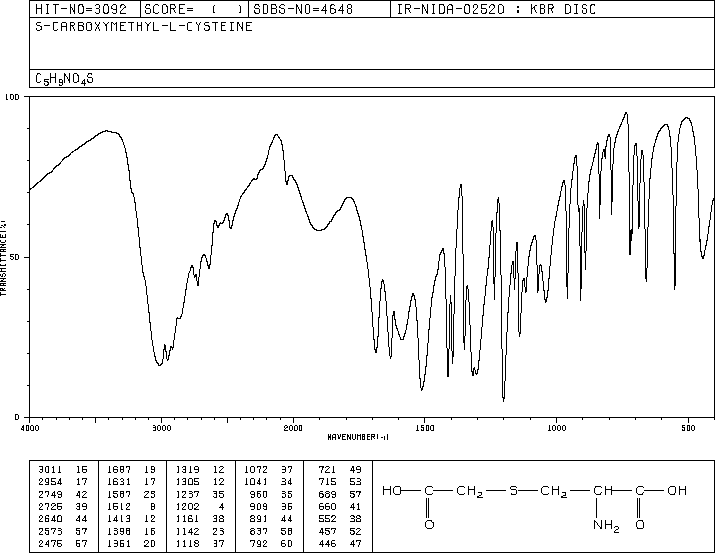 HIT-NO=3092 SCORE= ( ) SDBS-NO=4648 IR-NIDA-02520 : KBR DISC
S-CARBOXYMETHYL-L-CYSTEINE
C5H9NO4S
100
50
0
TRANSMITTANCE(%)
4000 3000 2000 1500 1000 500
WAVENUMBER(-1)
3011 16 1687 19 1319 12 1072 37 721 49
2954 17 1631 17 1305 12 1041 34 715 53
2749 42 1587 23 1237 35 960 35 689 57
2726 39 1512 8 1202 4 909 36 660 41
2640 44 1413 12 1161 38 891 44 552 38
2573 57 1398 16 1142 23 837 58 457 52
2476 57 1351 20 1118 37 792 60 446 47
HO C CH2 S CH2 CH C OH
O NH2 O